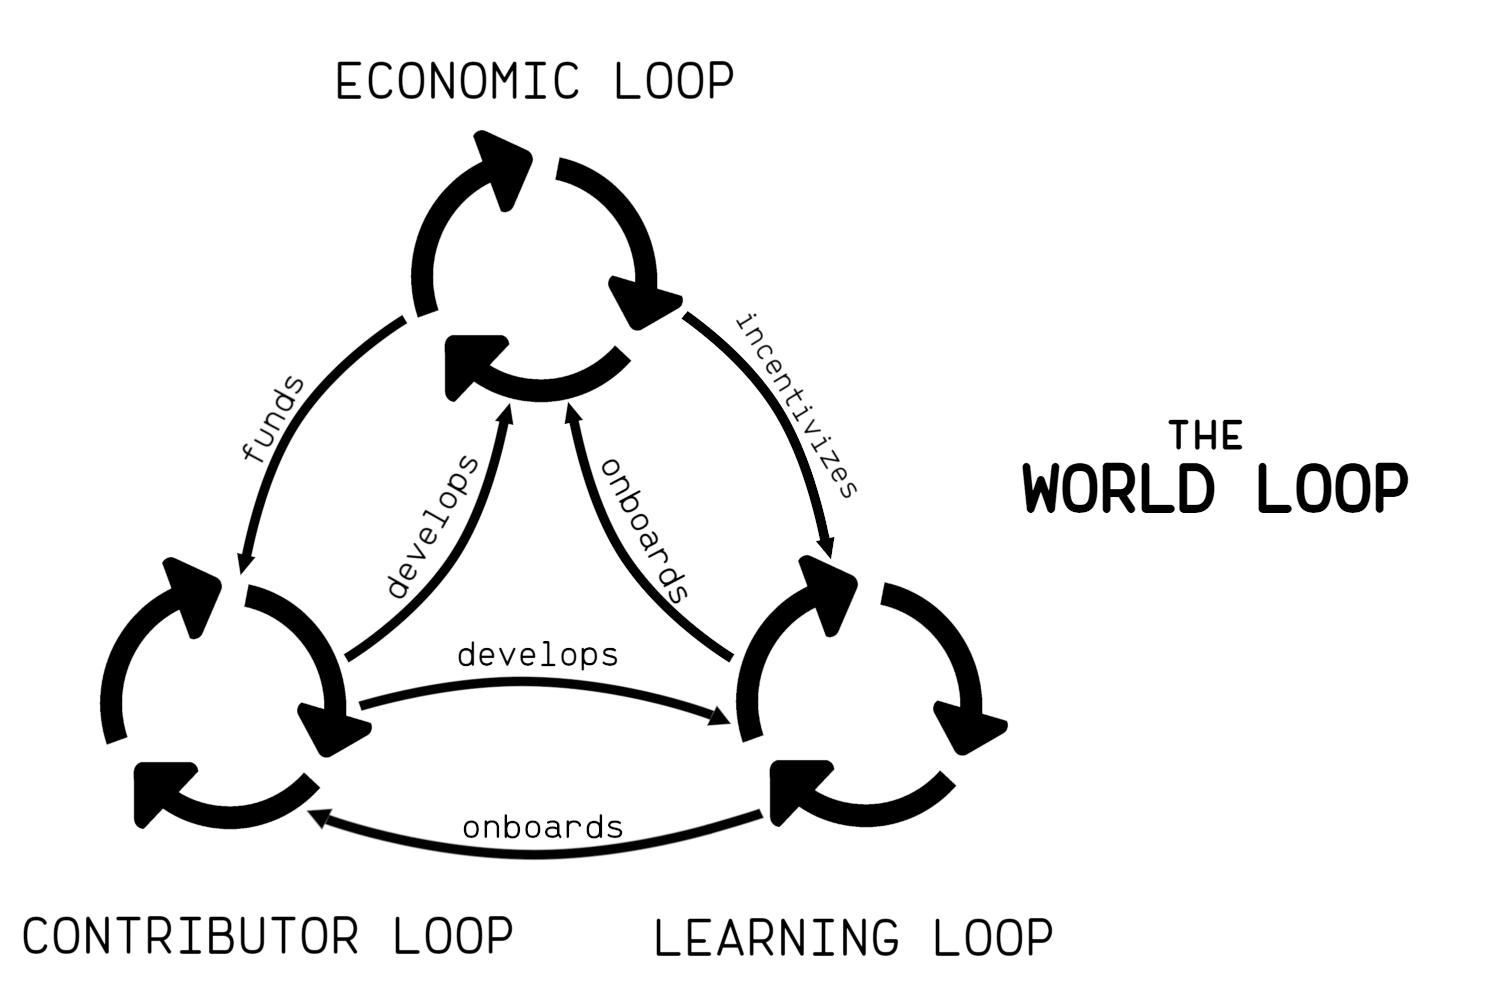 ECONOMIC LOOP
incentivizes
funds
THE
WORLD LOOP
develops
onboards
develops
onboards
CONTRIBUTOR LOOP
LEARNING LOOP